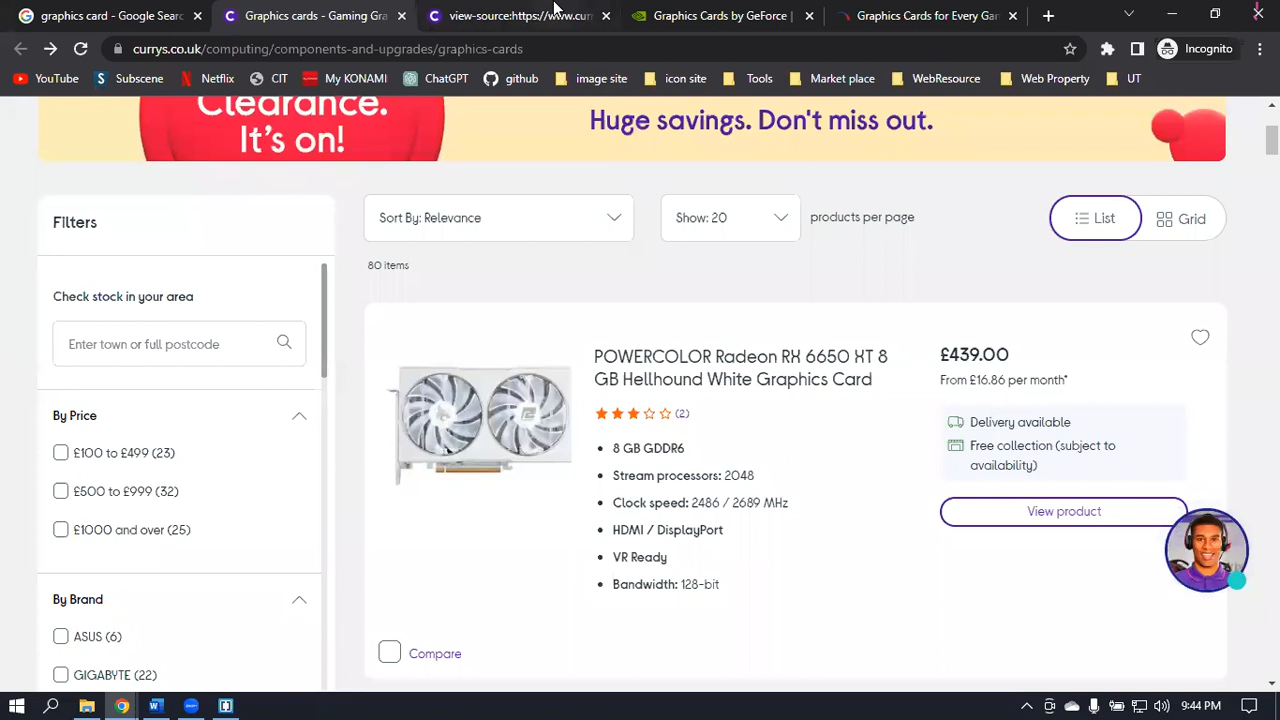 graphics card - Google Searc
Graphics cards - Gaming Gra
view-source:https://www.curr
Graphics Cards by GeForce |
Graphics Cards for Every Gar
currys.co.uk/computing/components-and-upgrades/graphics-cards
Incognito
YouTube
Subscene
Netflix
CIT
My KONAMI
ChatGPT
github
image site
icon site
Tools
Market place
WebResource
Web Property
UT
Clearance.
It's on!
Huge savings. Don't miss out.
Filters
Sort By: Relevance
Show: 20
products per page
List
Grid
80 items
Check stock in your area
Enter town or full postcode
By Price
£100 to £499 (23)
£500 to £999 (32)
£1000 and over (25)
By Brand
ASUS (6)
GIGABYTE (22)
POWERCOLOR Radeon RX 6650 XT 8
GB Hellhound White Graphics Card
(2)
8 GB GDDR6
Stream processors: 2048
Clock speed: 2486 / 2689 MHz
HDMI / DisplayPort
VR Ready
Bandwidth: 128-bit
£439.00
From £16.86 per month*
Delivery available
Free collection (subject to
availability)
View product
Compare
9:44 PM